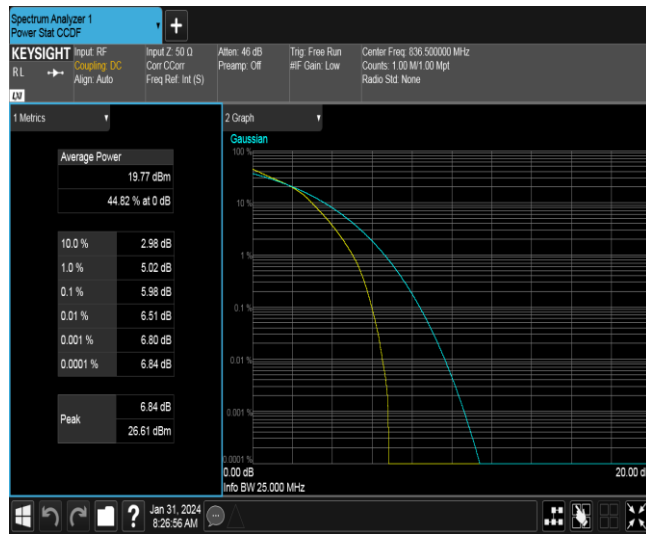 Spectrum Analyzer 1
Power Stat CCDF
+
KEYSIGHT
R L
LXI
Input: RF
Coupling: DC
Align: Auto
Input Z: 50 Ω
Corr CCorr
Freq Ref: Int (S)
Atten: 46 dB
Preamp: Off
Trig: Free Run
#IF Gain: Low
Center Freq: 836.500000 MHz
Counts: 1.00 M/1.00 Mpt
Radio Std: None
1 Metrics
Average Power
19.77 dBm
44.82 % at 0 dB
10.0 % 2.98 dB
1.0 % 5.02 dB
0.1 % 5.98 dB
0.01 % 6.51 dB
0.001 % 6.80 dB
0.0001 % 6.84 dB
Peak
6.84 dB
26.61 dBm
2 Graph
Gaussian
100 %
10 %
1 %
0.1 %
0.01 %
0.001 %
0.0001 %
0.00 dB
20.00 d
Info BW 25.000 MHz
?
Jan 31, 2024
8:26:56 AM